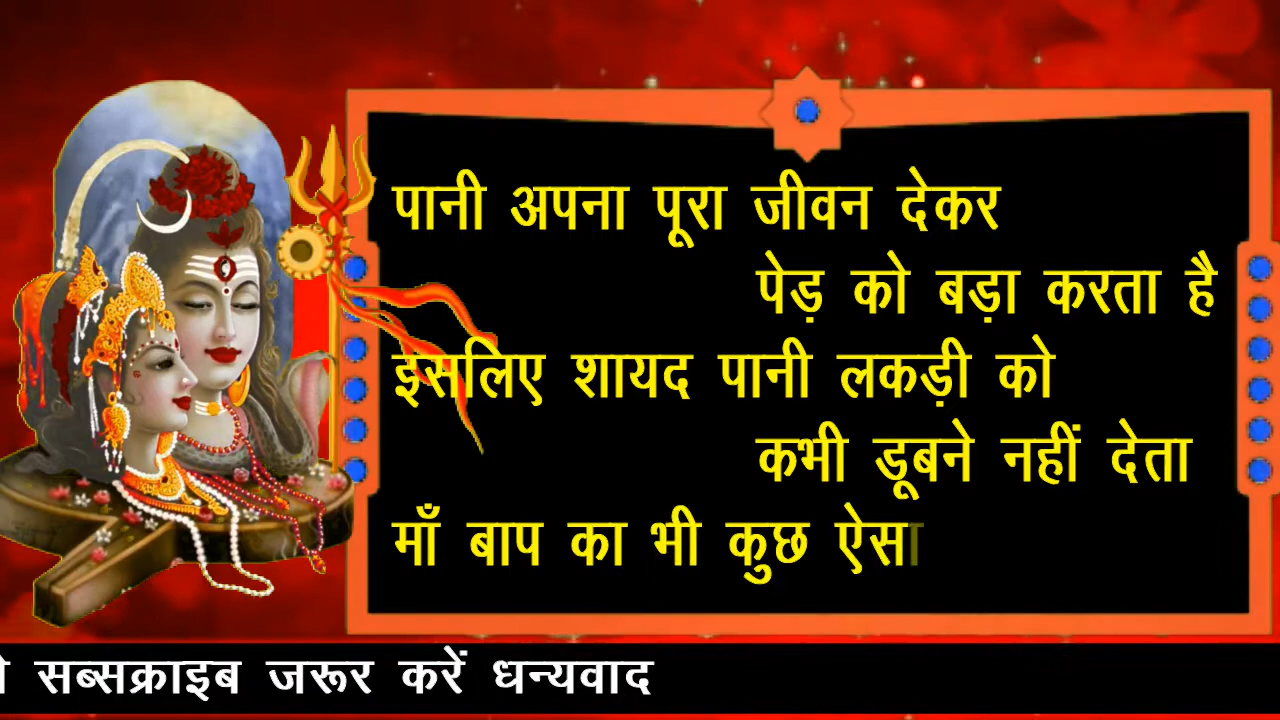 पानी अपना पूरा जीवन देकर
पेड़ को बड़ा करता है
इसलिए शायद पानी लकड़ी को
कभी डूबने नहीं देता
माँ बाप का भी कुछ ऐसा
सब्सक्राइब जरूर करें धन्यवाद